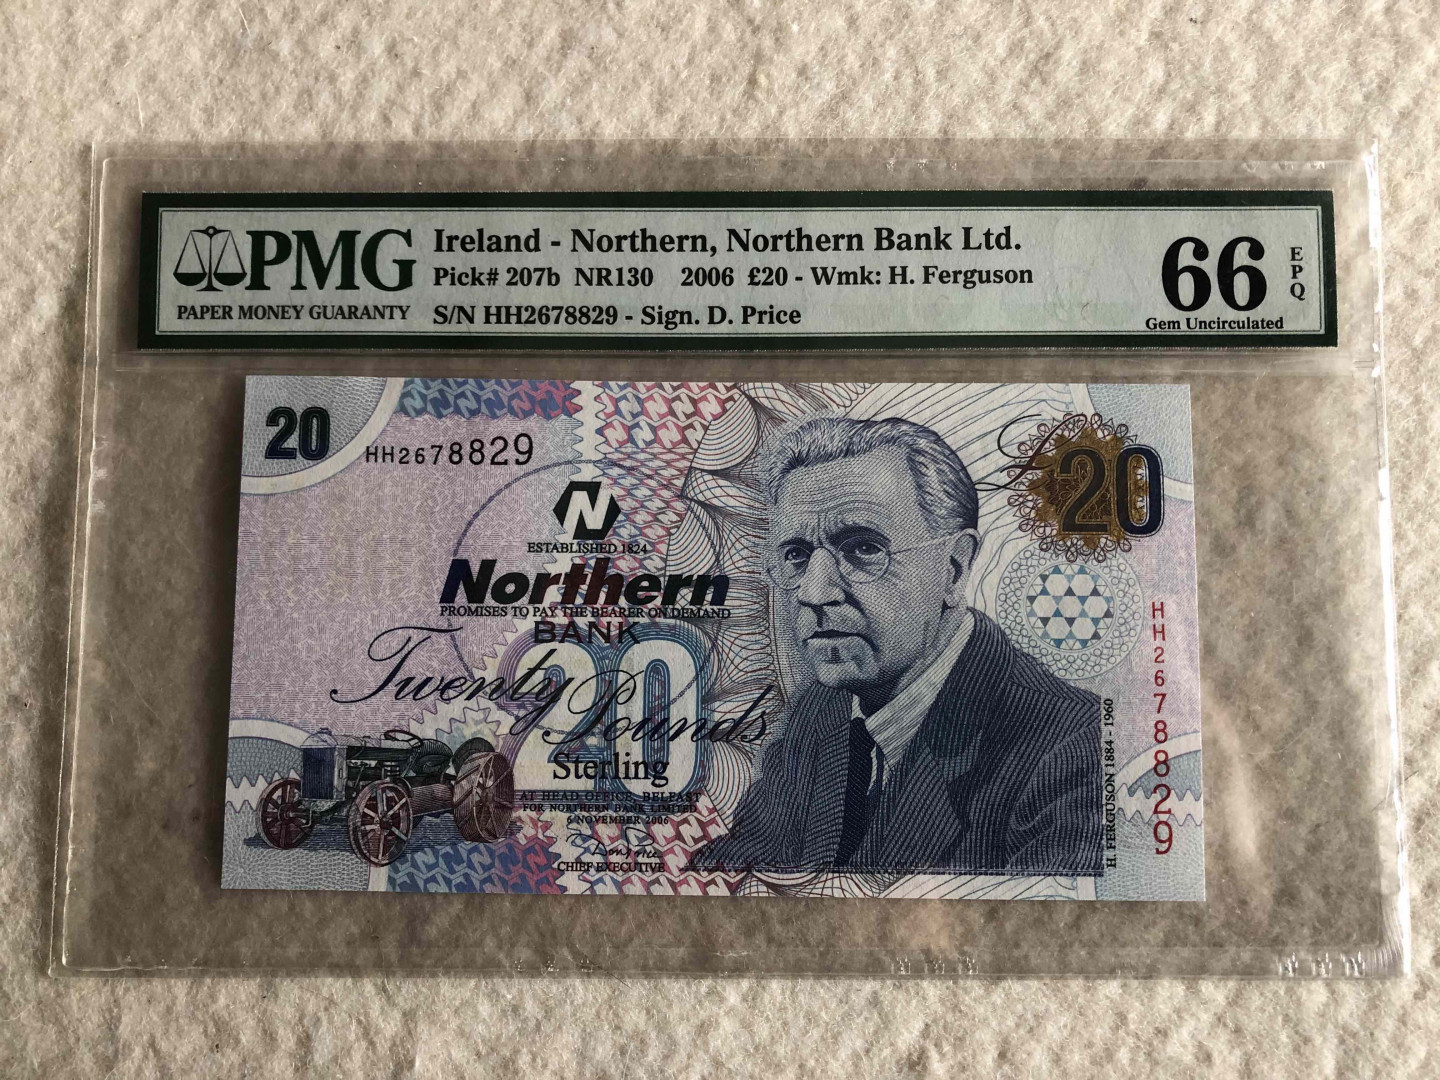 PMG
PAPER MONEY GUARANTY
Ireland - Northern, Northern Bank Ltd.
Pick# 207b NR130 2006 £20 - Wmk: H. Ferguson
S/N HH2678829 - Sign. D. Price
66
EPQ
Gem Uncirculated
20
HH2678829
£20
N
ESTABLISHED 1824
Northern
PROMISES TO PAY THE BEARER ON DEMAND
BANK
20
Twenty Pounds
Sterling
AT HEAD OFFICE, BELFAST
FOR NORTHERN BANK LIMITED
6 NOVEMBER 2006
CHIEF EXECUTIVE
H. FERGUSON 1884 - 1960
HH2678829